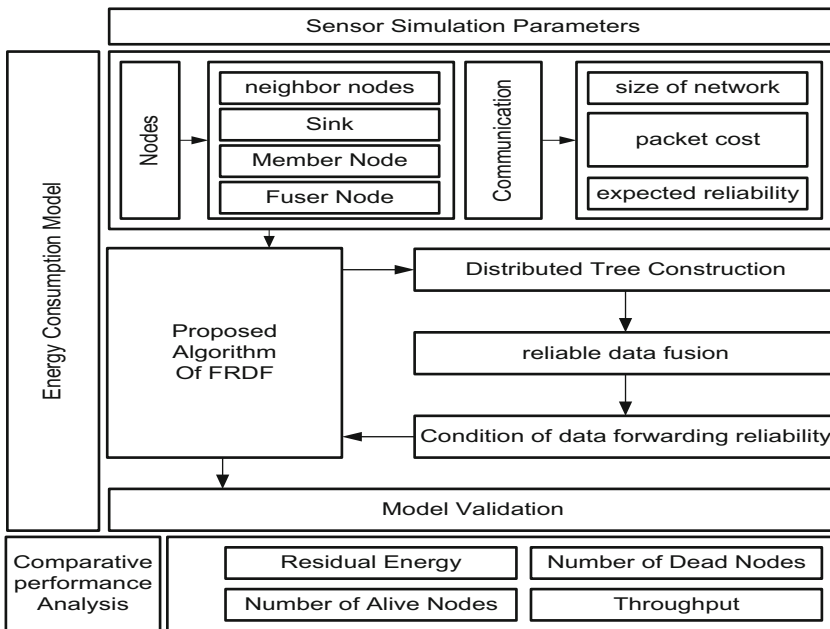 Sensor Simulation Parameters
Energy Consumption Model
Nodes
neighbor nodes
Sink
Member Node
Fuser Node
Communication
size of network
packet cost
expected reliability
Proposed
Algorithm
Of FRDF
Distributed Tree Construction
reliable data fusion
Condition of data forwarding reliability
Model Validation
Comparative
performance
Analysis
Residual Energy
Number of Dead Nodes
Number of Alive Nodes
Throughput